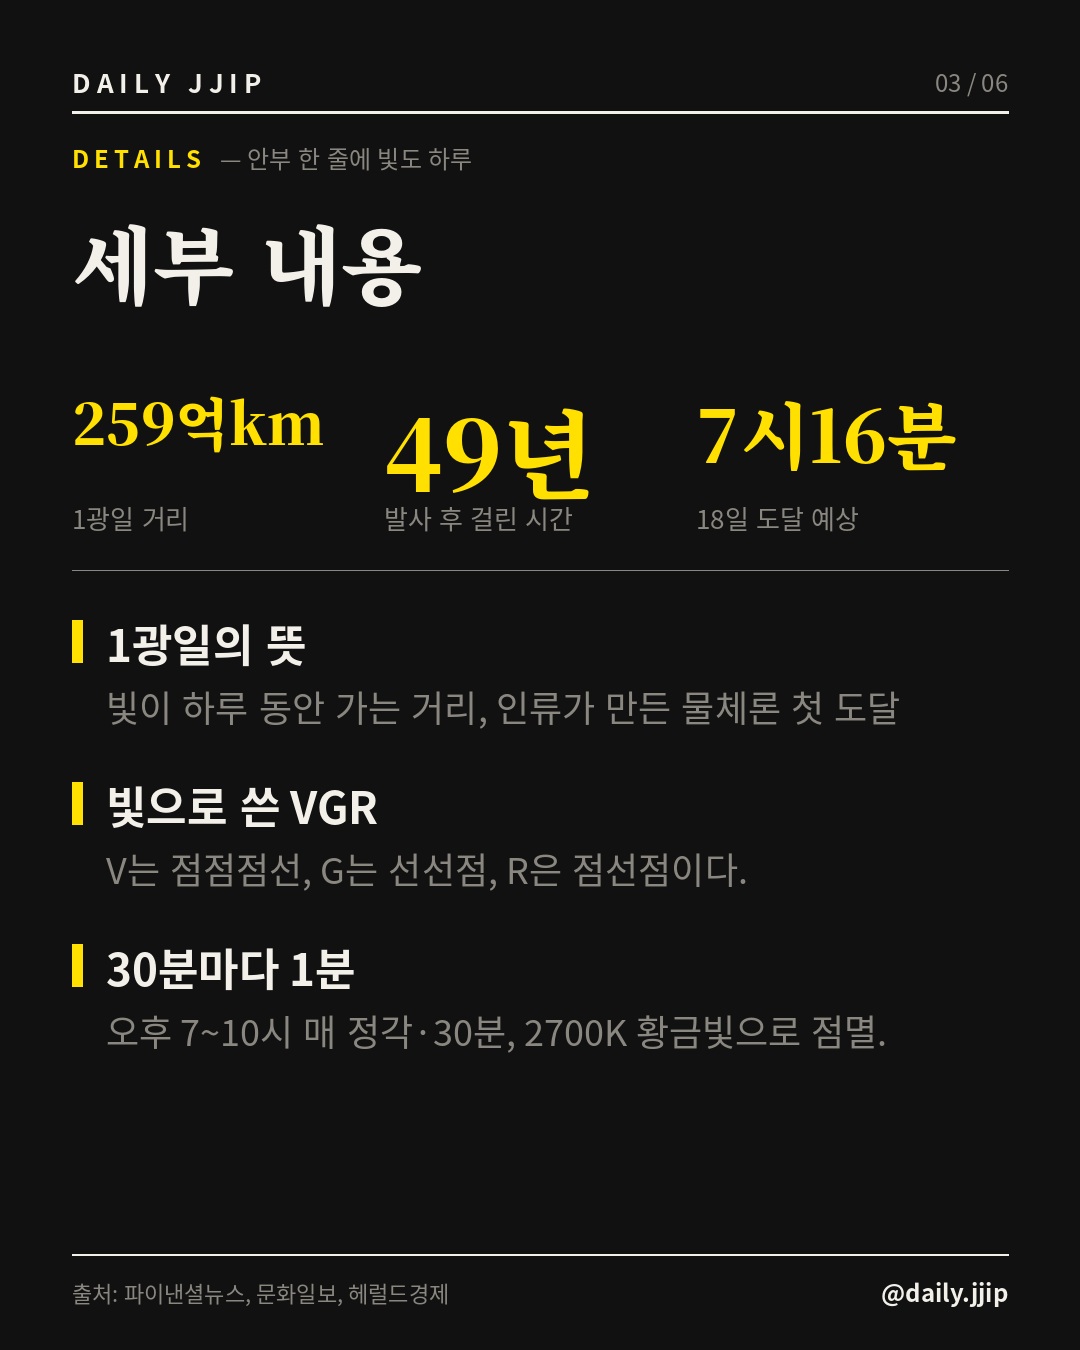 DAILY JJIP
03 / 06
DETAILS — 안부 한 줄에 빛도 하루
세부 내용
259억km
49년
7시16분
1광일 거리
발사 후 걸린 시간
18일 도달 예상
1광일의 뜻
빛이 하루 동안 가는 거리, 인류가 만든 물체론 첫 도달
빛으로 쓴 VGR
V는 점점점선, G는 선선점, R은 점선점이다.
30분마다 1분
오후 7~10시 매 정각·30분, 2700K 황금빛으로 점멸.
출처: 파이낸셜뉴스, 문화일보, 헤럴드경제
@daily.jjip